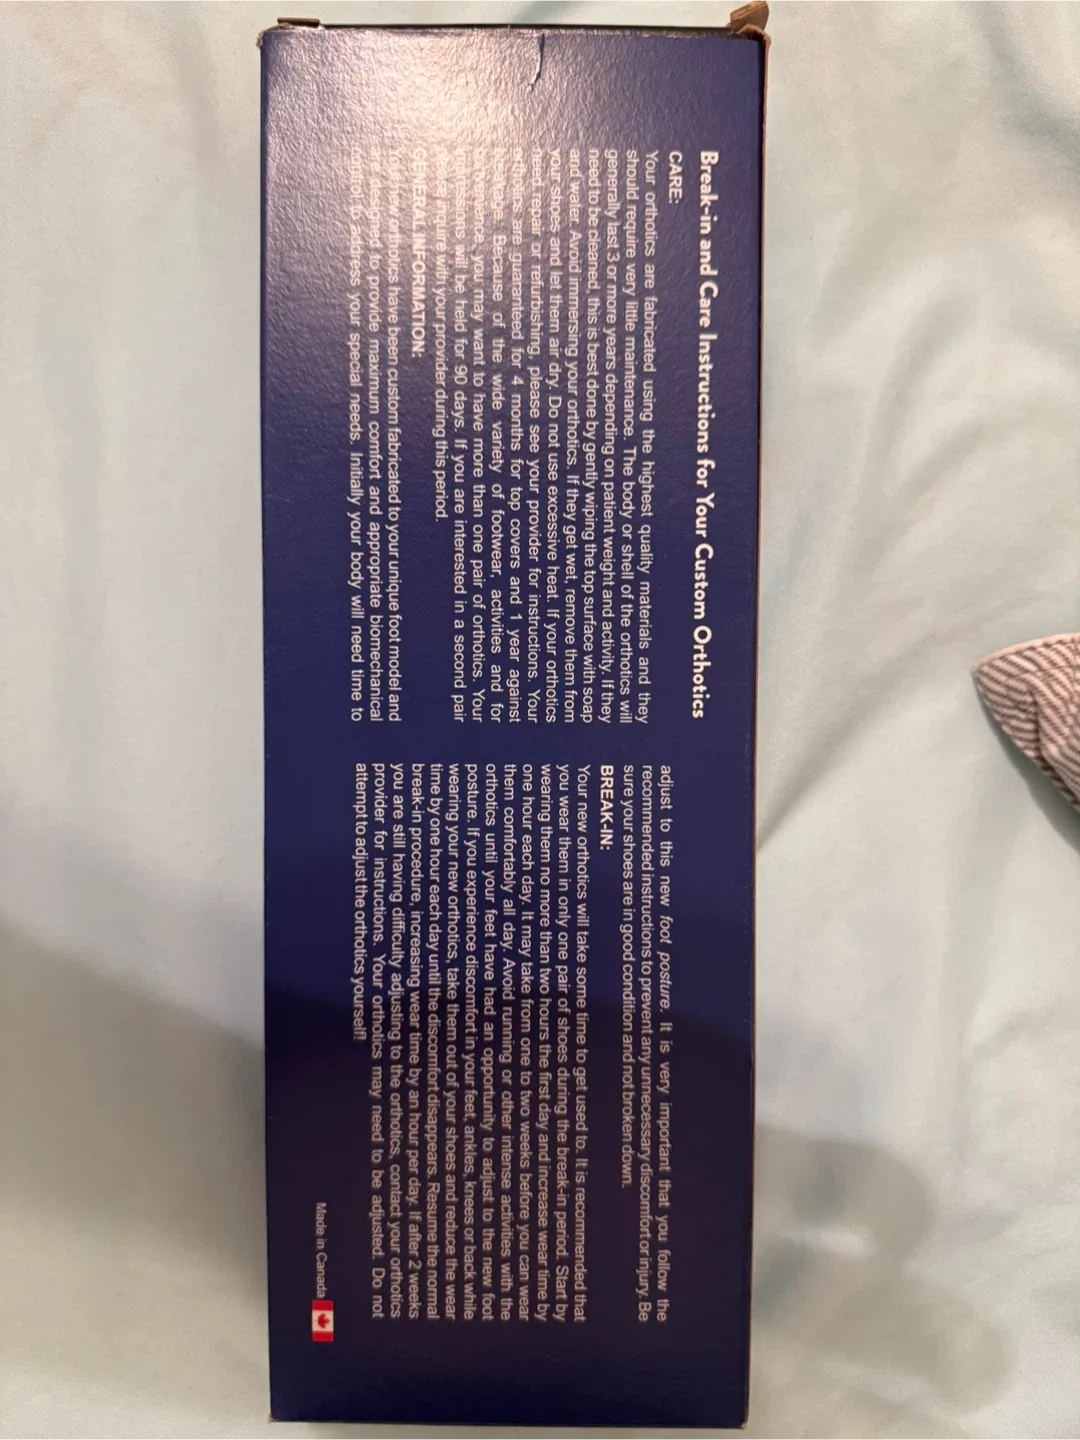 Break-in and Care Instructions for Your Custom Orthotics
CARE:
Your orthotics are fabricated using the highest quality materials and they
should require very little maintenance. The body or shell of the orthotics will
generally last 3 or more years depending on patient weight and activity. If they
need to be cleaned, this is best done by gently wiping the top surface with soap
and water. Avoid immersing your orthotics. If they get wet, remove them from
your shoes and let them air dry. Do not use excessive heat. If your orthotics
need repair or refurbishing, please see your provider for instructions. Your
orthotics are guaranteed for 4 months for top covers and 1 year against
breakage. Because of the wide variety of footwear, activities and for
convenience, you may want to have more than one pair of orthotics. Your
impressions will be held for 90 days. If you are interested in a second pair
please inquire with your provider during this period.
GENERAL INFORMATION:
Your new orthotics have been custom fabricated to your unique foot model and
are designed to provide maximum comfort and appropriate biomechanical
control to address your special needs. Initially your body will need time to
adjust to this new foot posture. It is very important that you follow the
recommended instructions to prevent any unnecessary discomfort or injury. Be
sure your shoes are in good condition and not broken down.
BREAK-IN:
Your new orthotics will take some time to get used to. It is recommended that
you wear them in only one pair of shoes during the break-in period. Start by
wearing them no more than two hours the first day and increase wear time by
one hour each day. It may take from one to two weeks before you can wear
them comfortably all day. Avoid running or other intense activities with the
orthotics until your feet have had an opportunity to adjust to the new foot
posture. If you experience discomfort in your feet, ankles, knees or back while
wearing your new orthotics, take them out of your shoes and reduce the wear
time by one hour each day until the discomfort disappears. Resume the normal
break-in procedure, increasing wear time by an hour per day. If after 2 weeks
you are still having difficulty adjusting to the orthotics, contact your orthotics
provider for instructions. Your orthotics may need to be adjusted. Do not
attempt to adjust the orthotics yourself!
Made in Canada